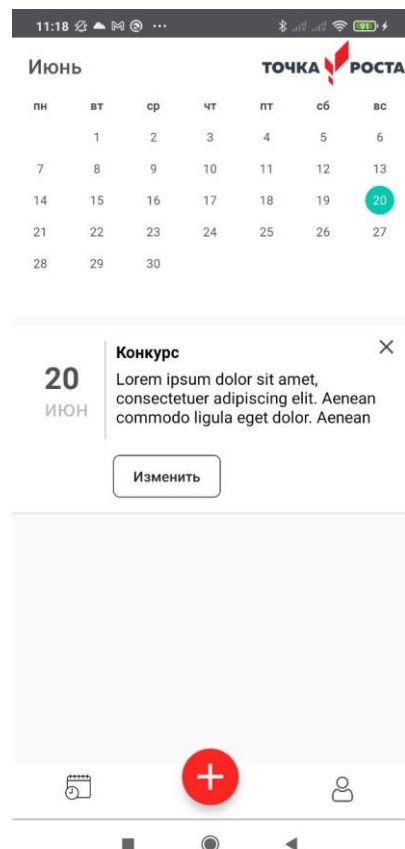 11:18
91
Июнь
ТОЧКА РОСТА
пн вт ср чт пт сб вс
1 2 3 4 5 6
7 8 9 10 11 12 13
14 15 16 17 18 19 20
21 22 23 24 25 26 27
28 29 30
20
ИЮН
Конкурс
Lorem ipsum dolor sit amet,
consectetuer adipiscing elit. Aenean
commodo ligula eget dolor. Aenean
Изменить